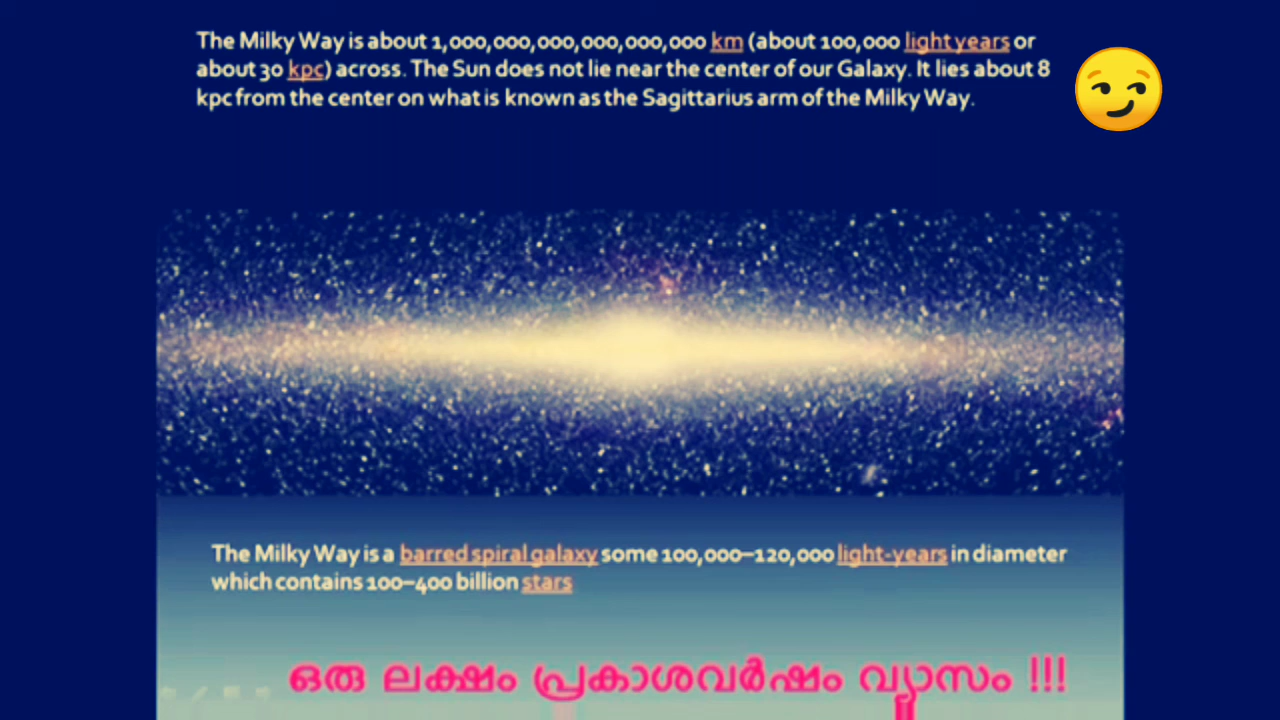 The Milky Way is about 1,000,000,000,000,000,000 km (about 100,000 light years or
about 30 kpc) across. The Sun does not lie near the center of our Galaxy. It lies about 8
kpc from the center on what is known as the Sagittarius arm of the Milky Way.
The Milky Way is a barred spiral galaxy some 100,000–120,000 light-years in diameter
which contains 100–400 billion stars
ഒരു ലക്ഷം പ്രകാശവർഷം വ്യാസം !!!